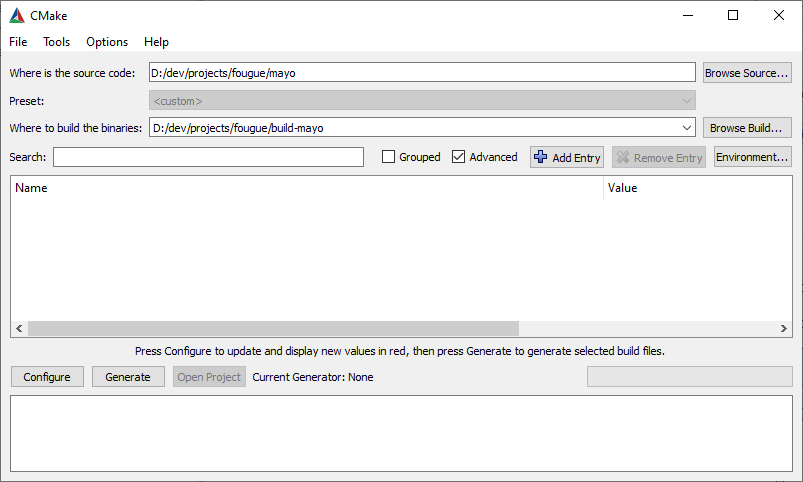 CMake
File Tools Options Help
Where is the source code: D:/dev/projects/fougue/mayo Browse Source...
Preset: <custom>
Where to build the binaries: D:/dev/projects/fougue/build-mayo Browse Build...
Search: Grouped Advanced Add Entry Remove Entry Environment...
Name Value
Press Configure to update and display new values in red, then press Generate to generate selected build files.
Configure Generate Open Project Current Generator: None